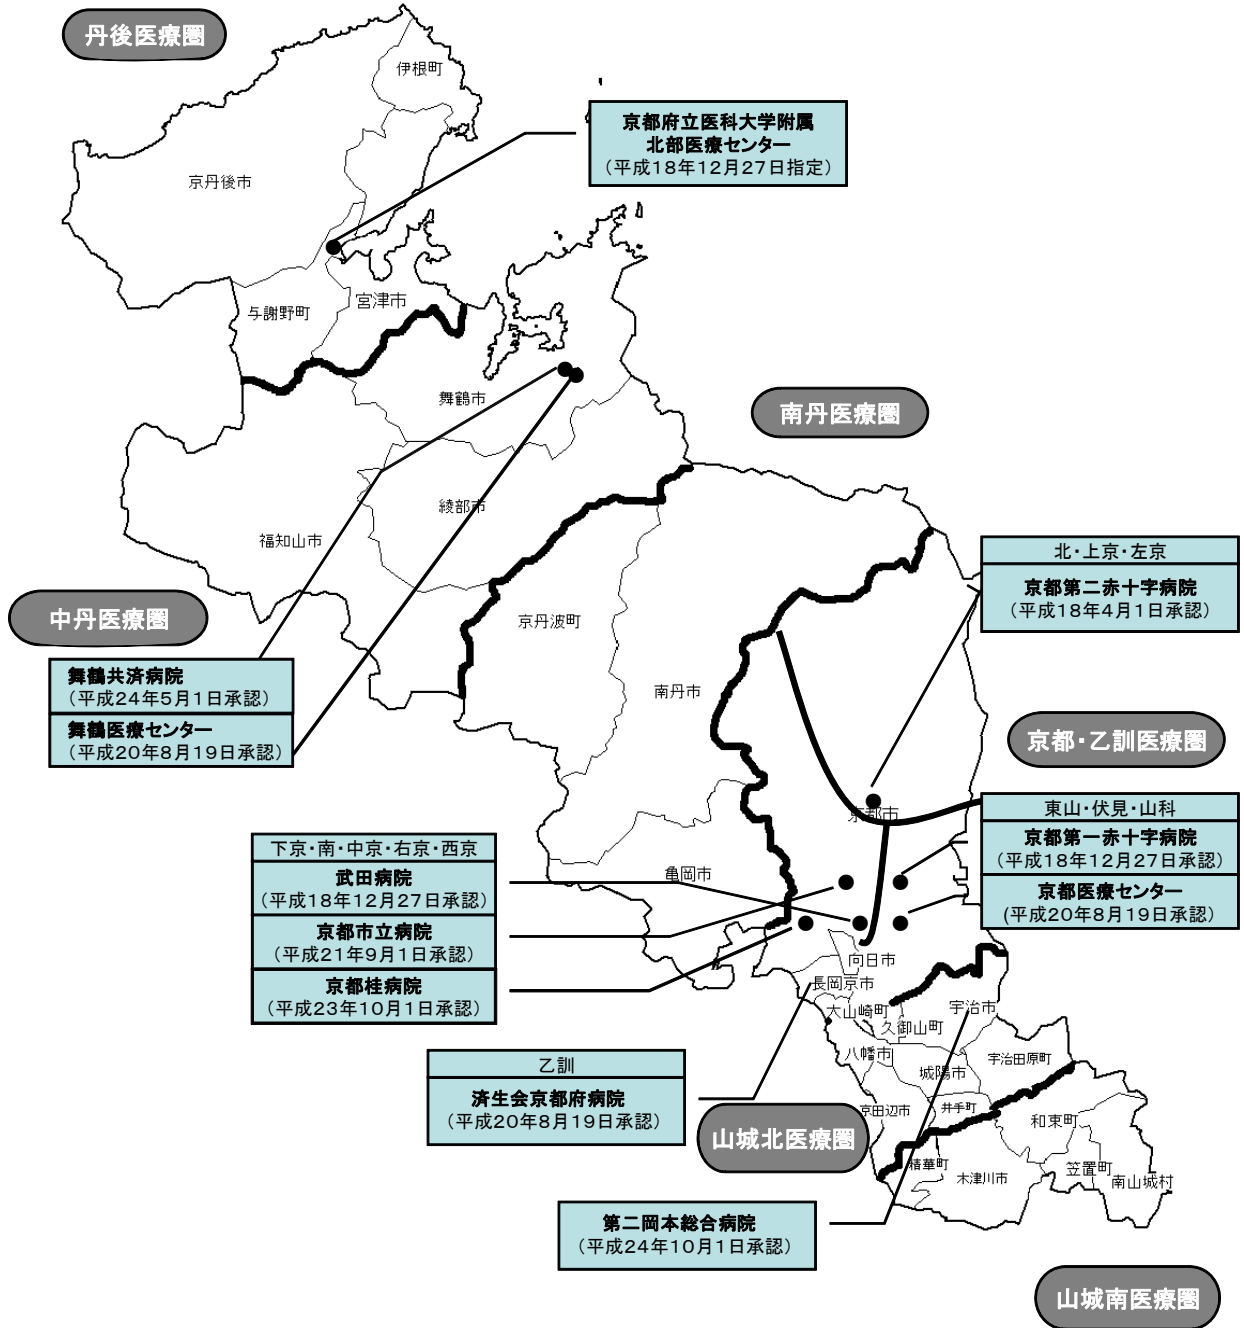 丹後医療圏
伊根町
京都府立医科大学附属
北部医療センター
（平成18年12月27日指定）
京丹後市
与謝野町
宮津市
舞鶴市
南丹医療圏
綾部市
福知山市
北・上京・左京
京都第二赤十字病院
（平成18年4月1日承認）
中丹医療圏
京丹波町
舞鶴共済病院
（平成24年5月1日承認）
舞鶴医療センター
（平成20年8月19日承認）
南丹市
京都・乙訓医療圏
京都市
東山・伏見・山科
京都第一赤十字病院
（平成18年12月27日承認）
京都医療センター
(平成20年8月19日承認）
下京・南・中京・右京・西京
武田病院
（平成18年12月27日承認）
京都市立病院
（平成21年9月1日承認）
京都桂病院
（平成23年10月1日承認）
亀岡市
向日市
長岡京市
大山崎町
久御山町
宇治市
八幡市
城陽市
宇治田原町
乙訓
済生会京都府病院
（平成20年8月19日承認）
京田辺市
井手町
和束町
山城北医療圏
精華町
木津川市
笠置町
南山城村
第二岡本総合病院
（平成24年10月1日承認）
山城南医療圏